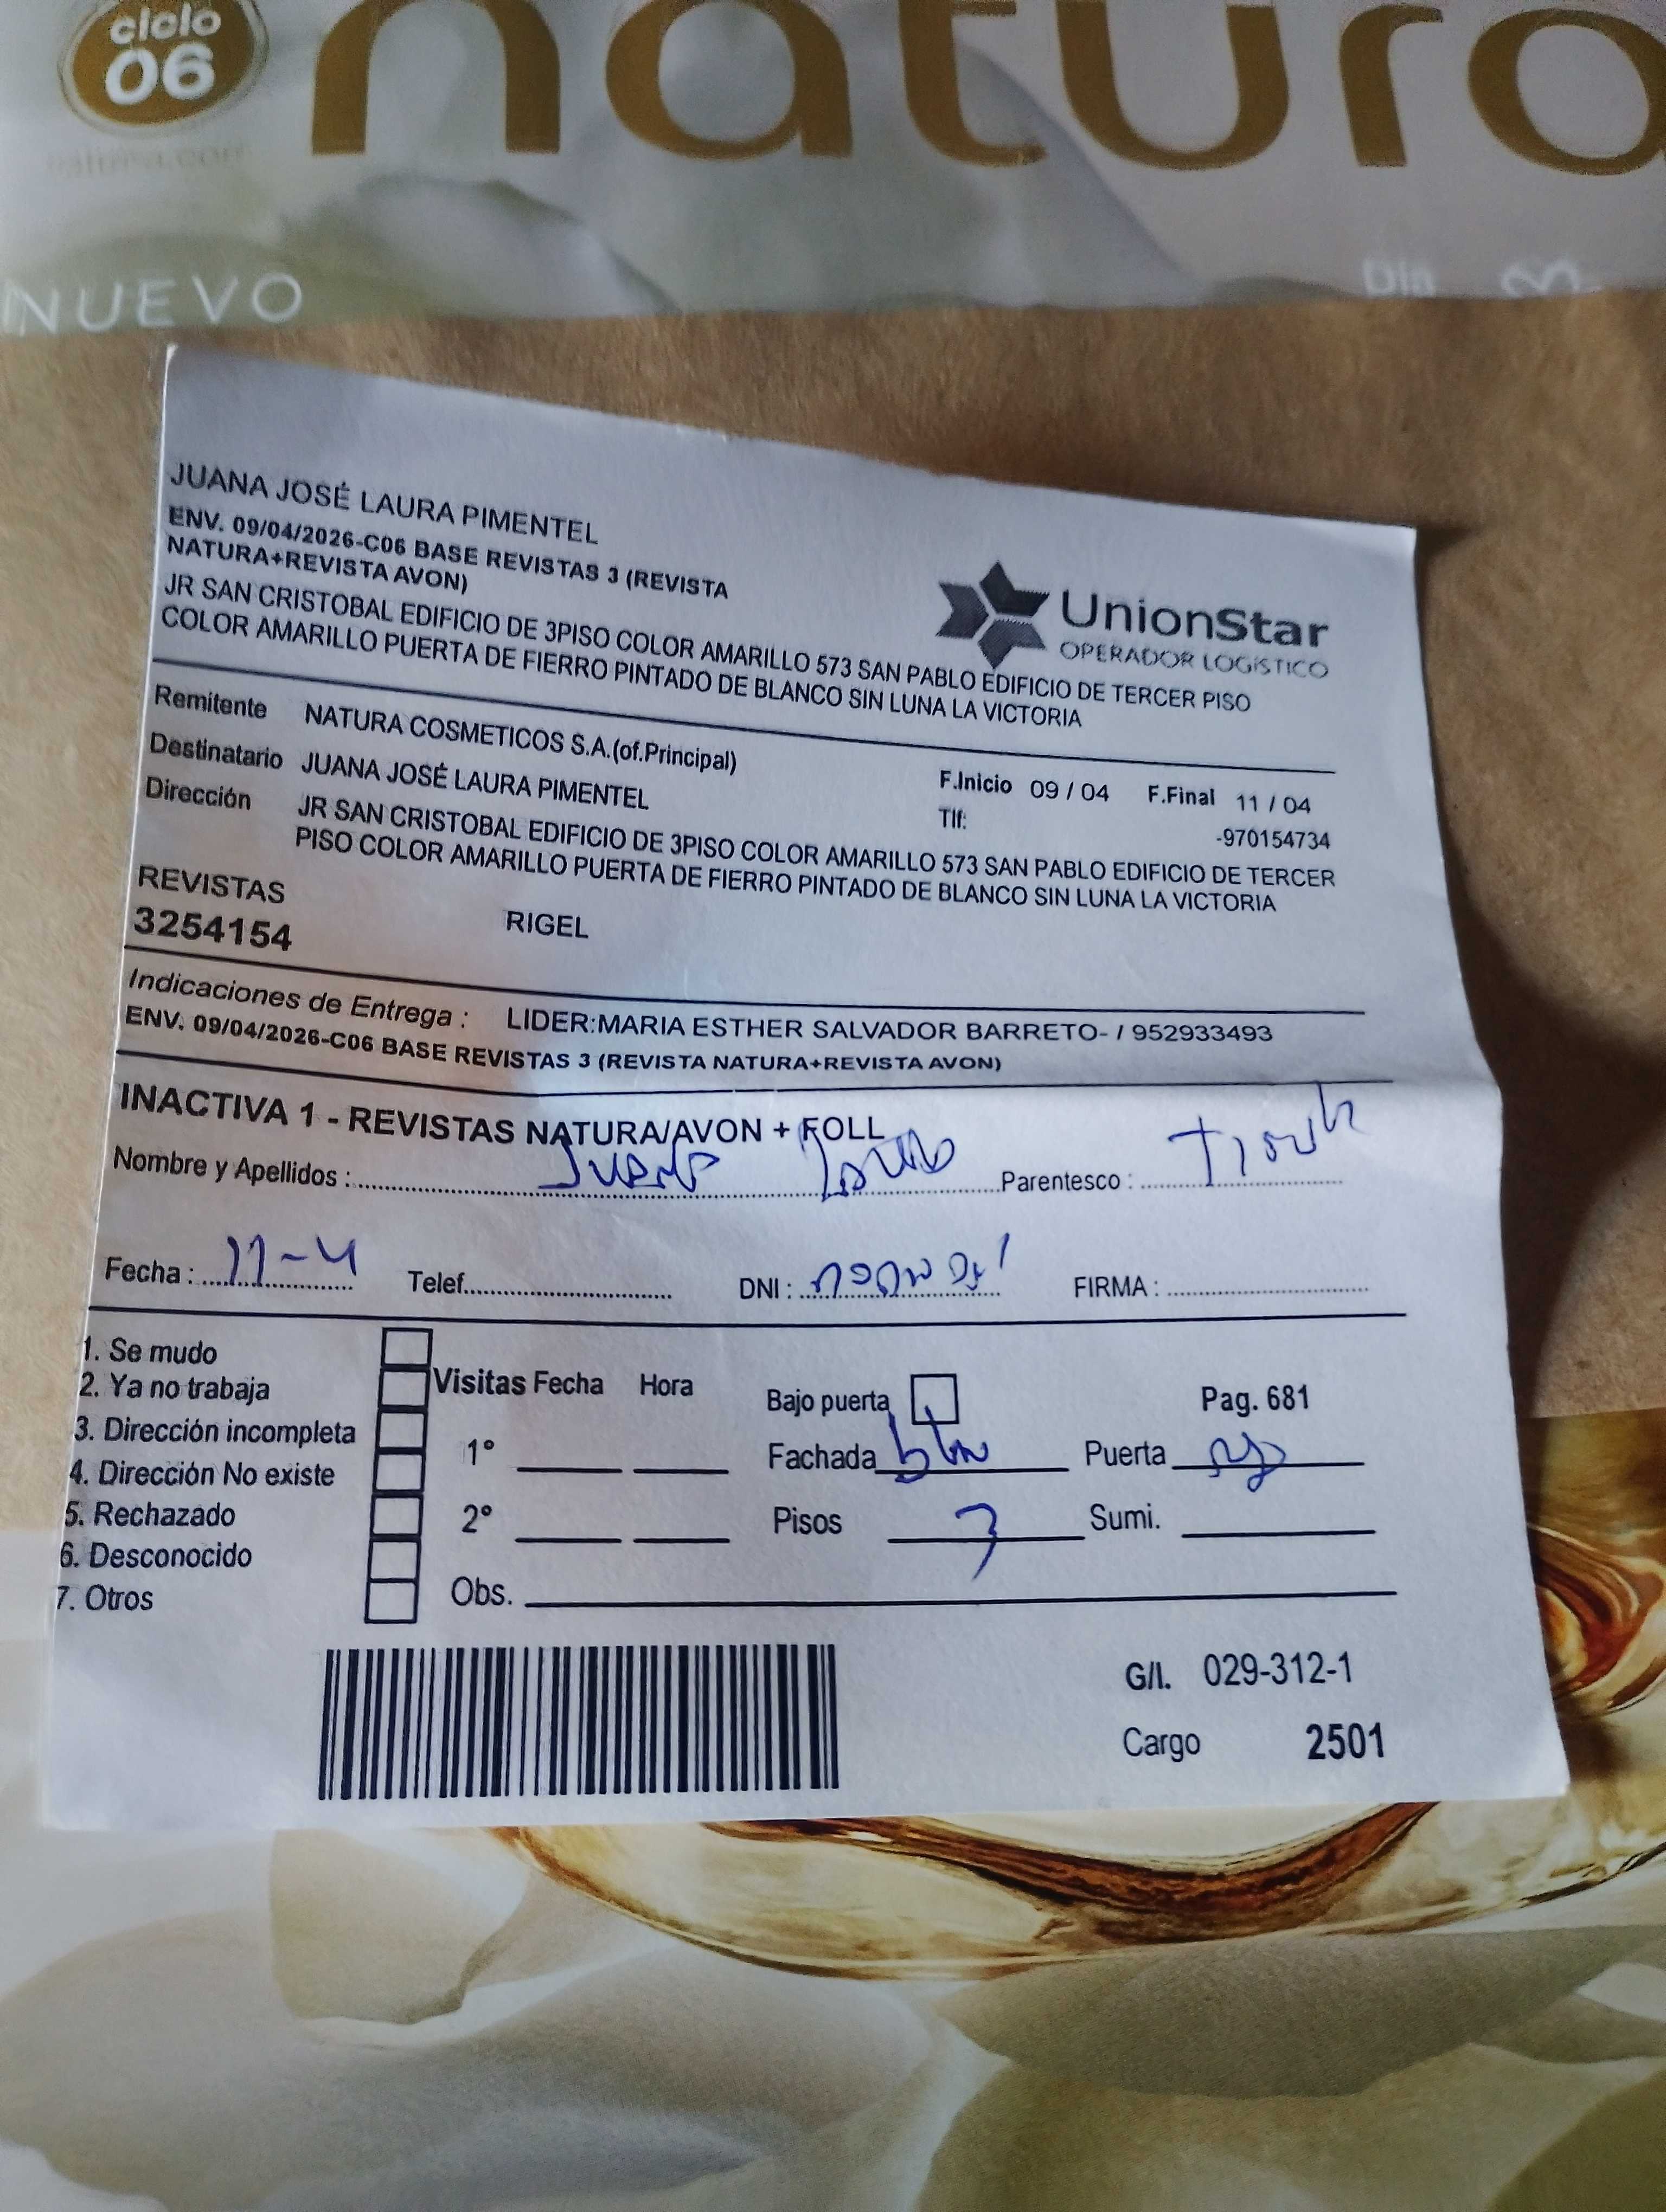 ciclo
06
natura
natura.com
NUEVO
JUANA JOSÉ LAURA PIMENTEL
ENV. 09/04/2026-C06 BASE REVISTAS 3 (REVISTA
NATURA+REVISTA AVON)
JR SAN CRISTOBAL EDIFICIO DE 3PISO COLOR AMARILLO 573 SAN PABLO EDIFICIO DE TERCER PISO
COLOR AMARILLO PUERTA DE FIERRO PINTADO DE BLANCO SIN LUNA LA VICTORIA
UnionStar
OPERADOR LOGÍSTICO
Remitente NATURA COSMETICOS S.A.(of.Principal)
Destinatario JUANA JOSÉ LAURA PIMENTEL
F.Inicio 09 / 04 F.Final 11 / 04
Tlf: -970154734
Dirección JR SAN CRISTOBAL EDIFICIO DE 3PISO COLOR AMARILLO 573 SAN PABLO EDIFICIO DE TERCER
PISO COLOR AMARILLO PUERTA DE FIERRO PINTADO DE BLANCO SIN LUNA LA VICTORIA
REVISTAS
3254154 RIGEL
Indicaciones de Entrega : LIDER:MARIA ESTHER SALVADOR BARRETO- / 952933493
ENV. 09/04/2026-C06 BASE REVISTAS 3 (REVISTA NATURA+REVISTA AVON)
INACTIVA 1 - REVISTAS NATURA/AVON + FOLL
Nombre y Apellidos : Juana Laura Parentesco :
Fecha : 11-4 Telef. DNI : FIRMA :
1. Se mudo
2. Ya no trabaja
3. Dirección incompleta
4. Dirección No existe
5. Rechazado
6. Desconocido
7. Otros
Visitas Fecha Hora
1°
2°
Obs.
Bajo puerta Pag. 681
Fachada Puerta
Pisos 3 Sumi.
G/I. 029-312-1
Cargo 2501